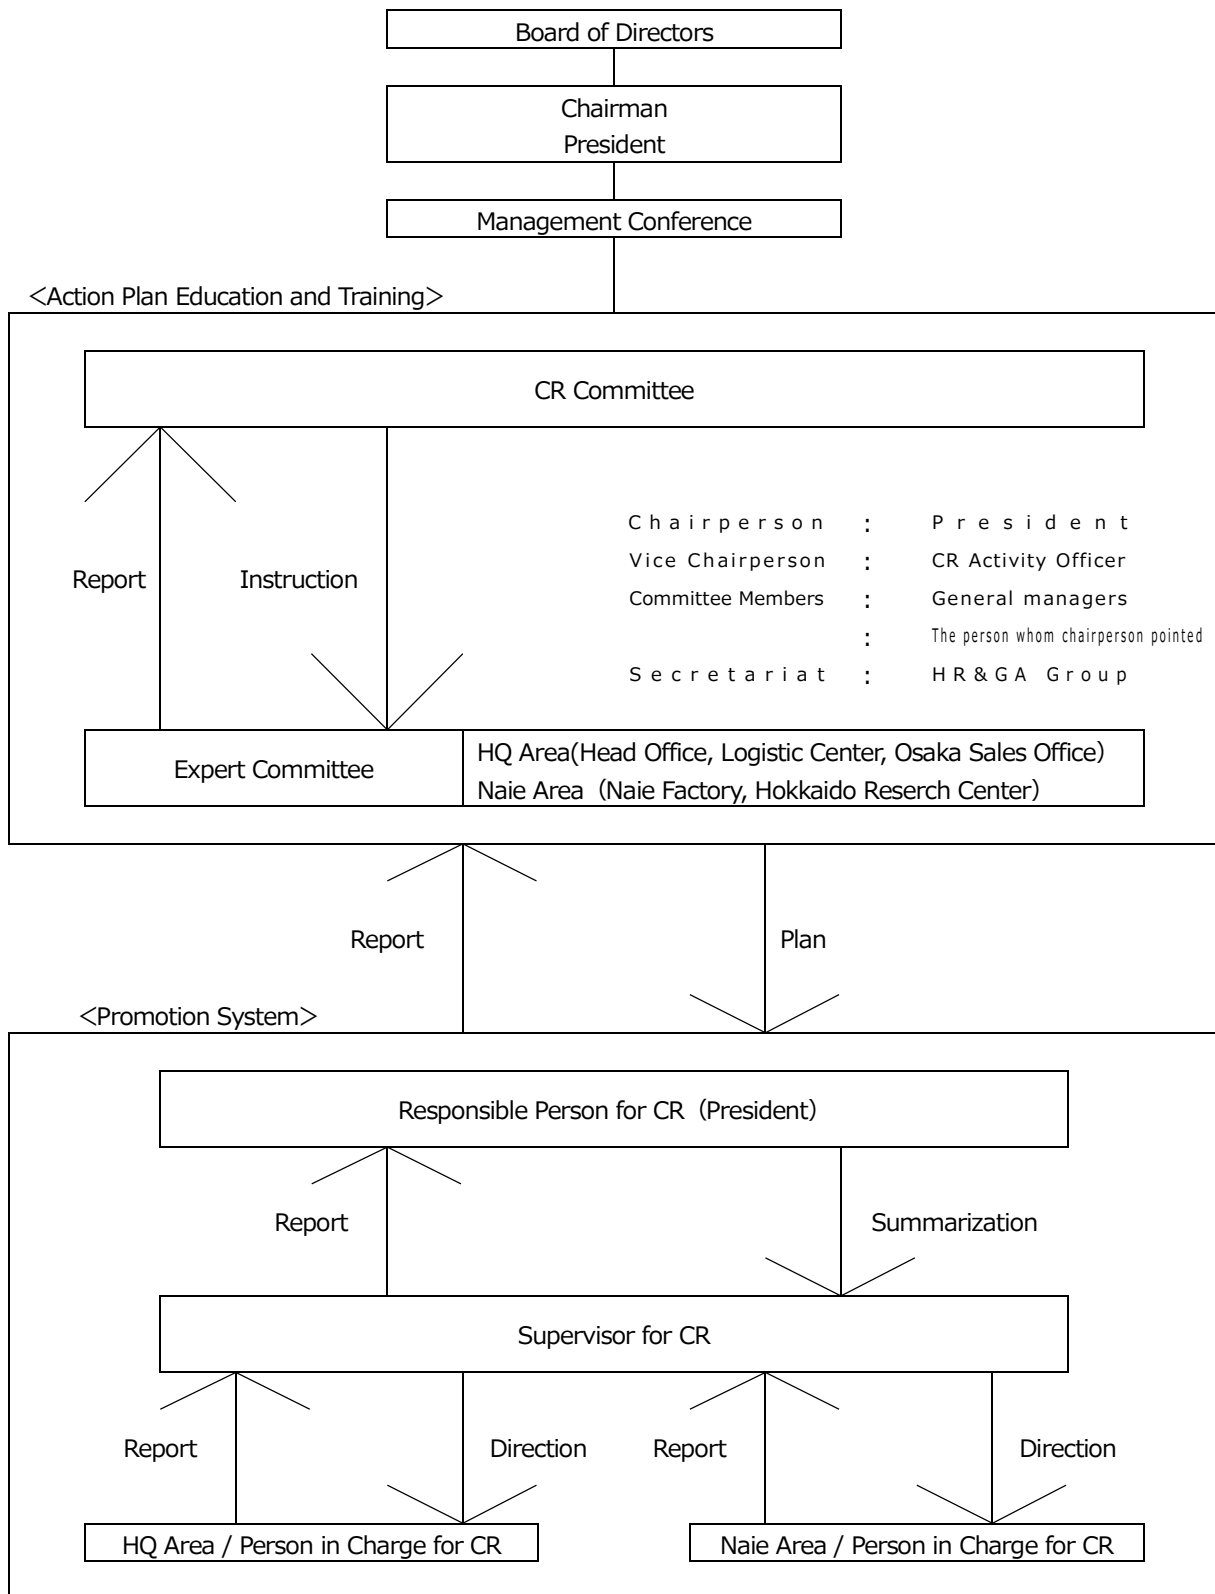 Board of Directors
Chairman
President
Management Conference
<Action Plan Education and Training>
CR Committee
Chairperson : President
Vice Chairperson : CR Activity Officer
Report Instruction
Committee Members : General managers
: The person whom chairperson pointed
Secretariat : HR&GA Group
Expert Committee
HQ Area(Head Office, Logistic Center, Osaka Sales Office)
Naie Area (Naie Factory, Hokkaido Reserch Center)
Report Plan
<Promotion System>
Responsible Person for CR (President)
Report Summarization
Supervisor for CR
Report Direction Report Direction
HQ Area / Person in Charge for CR
Naie Area / Person in Charge for CR